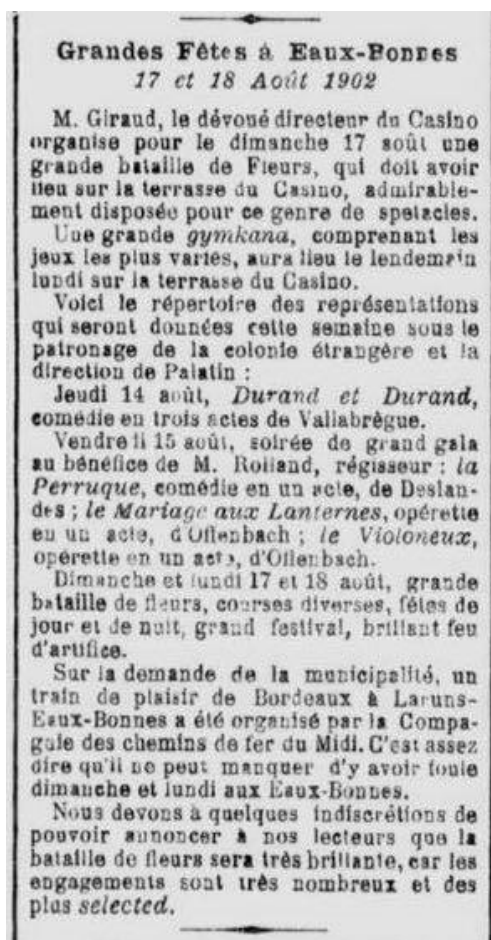 Grandes Fêtes à Eaux-Bonnes
17 et 18 Août 1902
M. Giraud, le dévoué directeur du Casino
organise pour le dimanche 17 août une
grande bataille de Fleurs, qui doit avoir
lieu sur la terrasse du Casino, admirable-
ment disposée pour ce genre de spetacles.
Une grande gymkana, comprenant les
jeux les plus variés, aura lieu le lendemain
lundi sur la terrasse du Casino.
Voici le répertoire des représentations
qui seront données cette semaine sous le
patronage de la colonie étrangère et la
direction de Palatin :
Jeudi 14 août, Durand et Durand,
comédie en trois actes de Vallabrègue.
Vendredi 15 août, soirée de grand gala
au bénéfice de M. Rolland, régisseur : la
Perruque, comédie en un acte, de Deslan-
des ; le Mariage aux Lanternes, opérette
en un acte, d'Offenbach ; le Violoneux,
opérette en un acte, d'Offenbach.
Dimanche et lundi 17 et 18 août, grande
bataille de fleurs, courses diverses, fêtes de
jour et de nuit, grand festival, brillant feu
d'artifice.
Sur la demande de la municipalité, un
train de plaisir de Bordeaux à Laruns-
Eaux-Bonnes a été organisé par la Compa-
gnie des chemins de fer du Midi. C'est assez
dire qu'il ne peut manquer d'y avoir foule
dimanche et lundi aux Eaux-Bonnes.
Nous devons à quelques indiscrétions de
pouvoir annoncer à nos lecteurs que la
bataille de fleurs sera très brillante, car les
engagements sont très nombreux et des
plus selected.